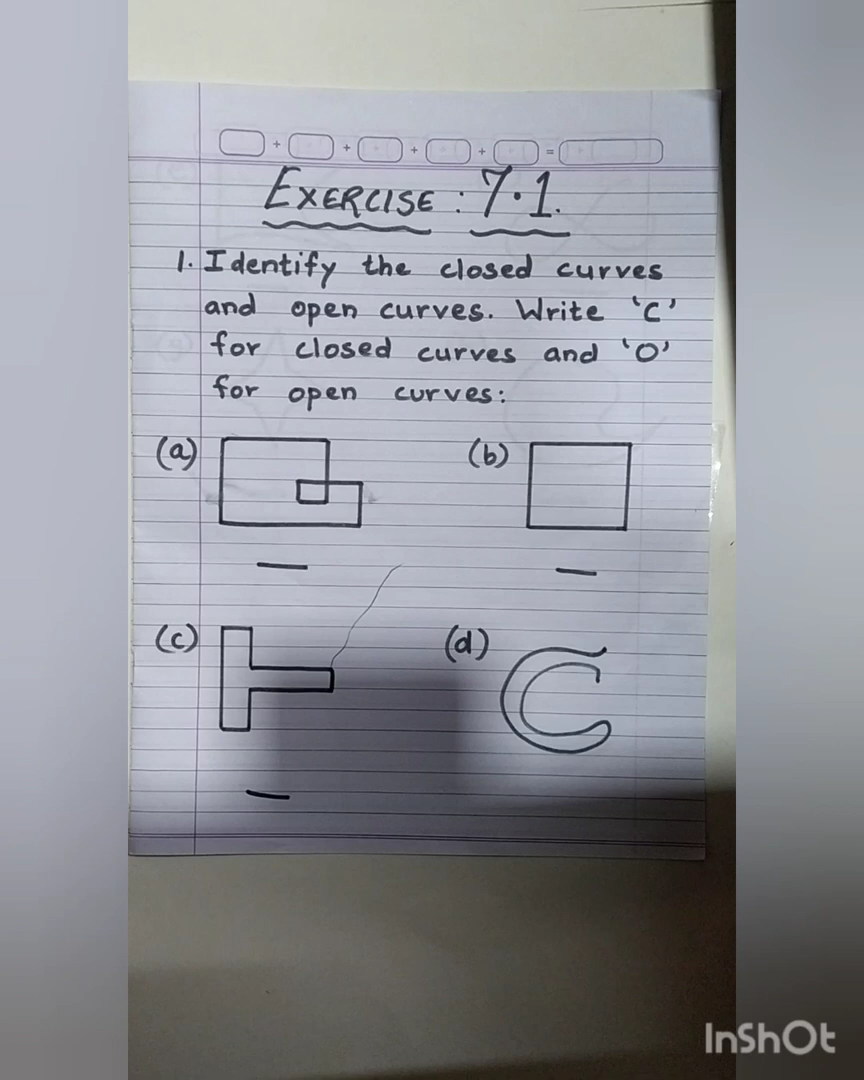 EXERCISE : 7.1.
1. Identify the closed curves
and open curves. Write 'C'
for closed curves and 'O'
for open curves:
(a) (b)
(c) (d)
InShOt